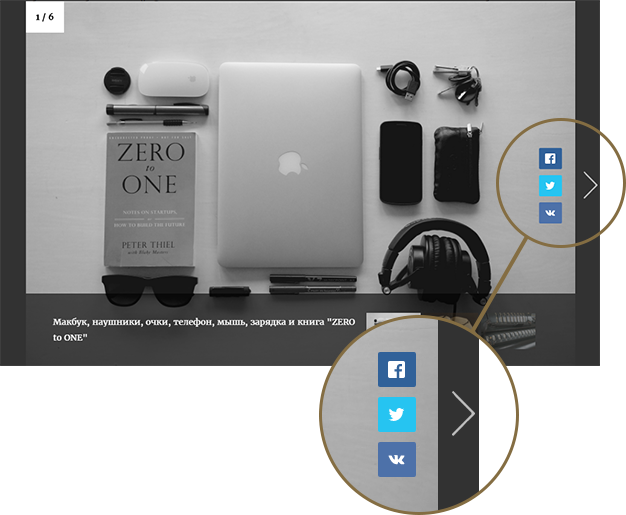 1 / 6
ZERO
to
ONE
NOTES ON STARTUPS,
OR
HOW TO BUILD THE FUTURE
PETER THIEL
with Blake Masters
Макбук, наушники, очки, телефон, мышь, зарядка и книга "ZERO
to ONE"